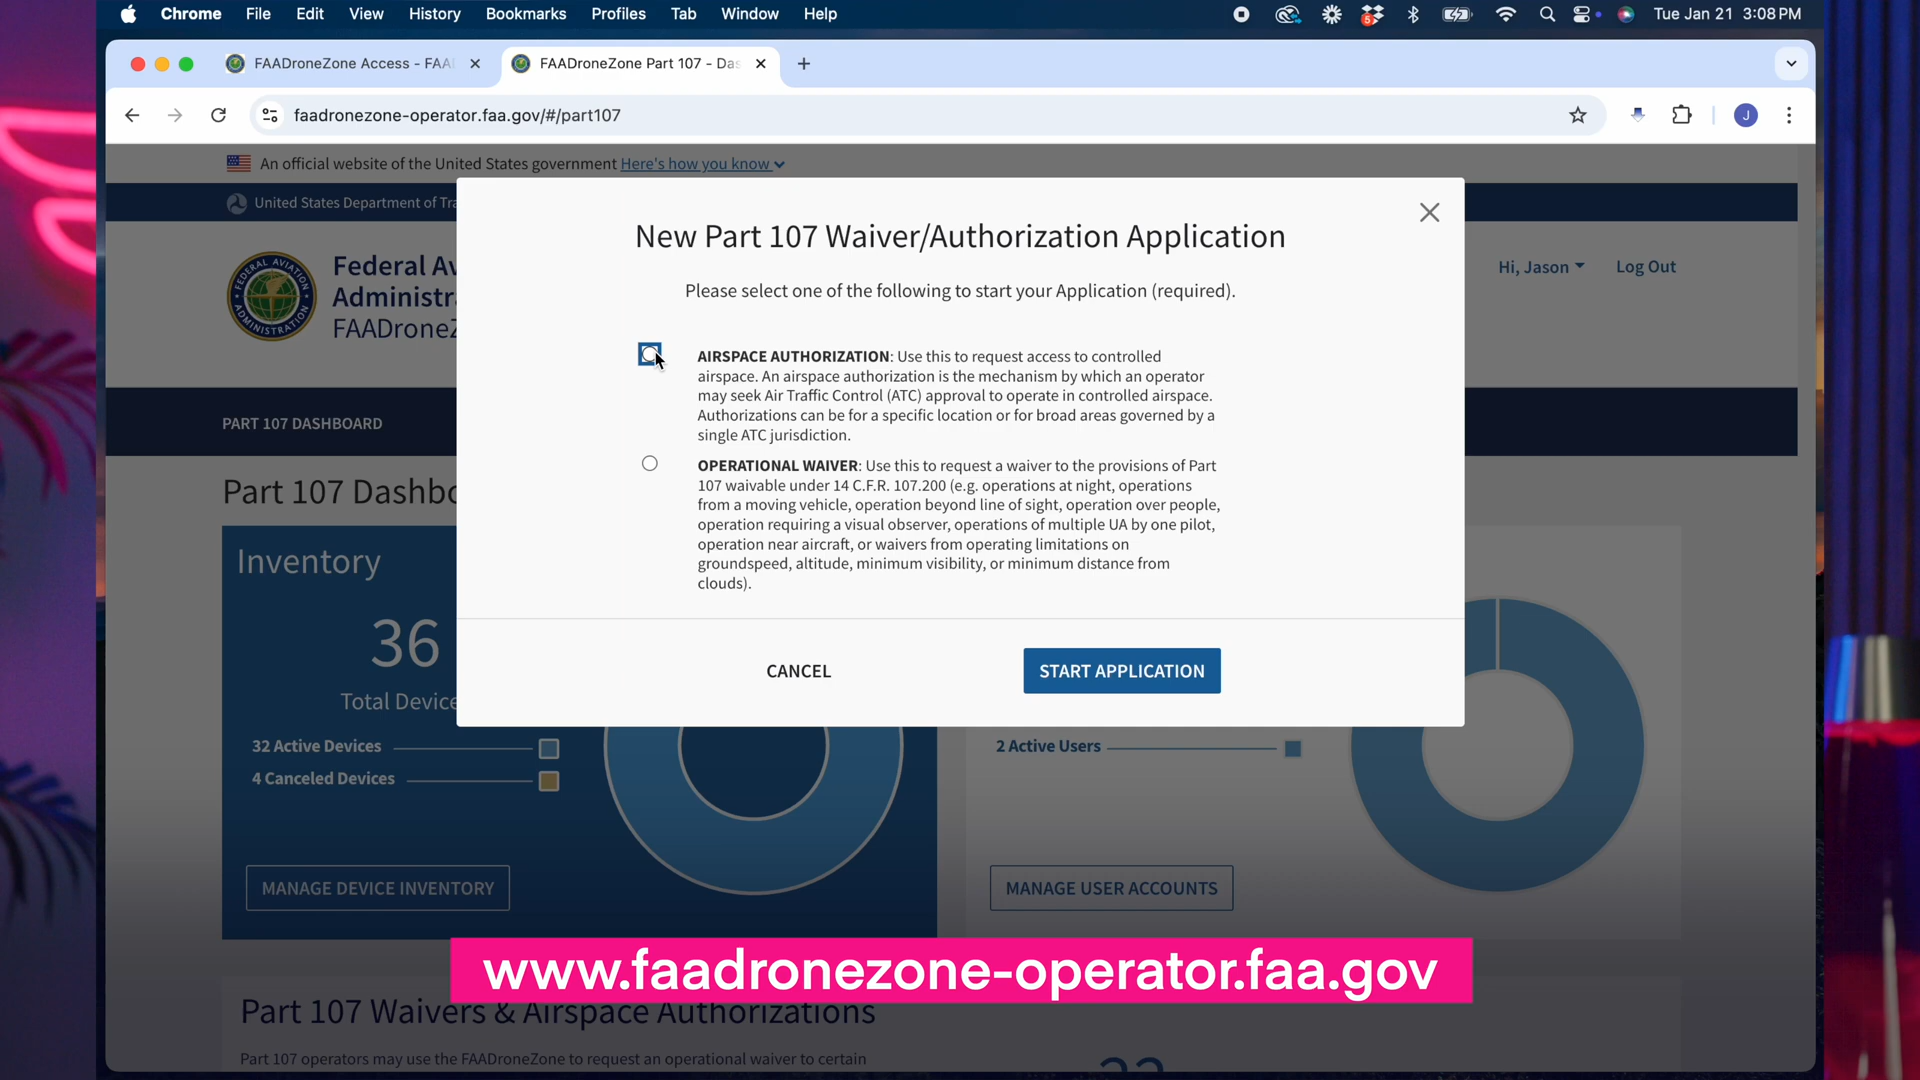 Chrome File Edit View History Bookmarks Profiles Tab Window Help
5
Tue Jan 21 3:08 PM
FAADroneZone Access - FAA
FAADroneZone Part 107 - Das
faadronezone-operator.faa.gov/#/part107
J
An official website of the United States government Here's how you know
United States Department of Tra
New Part 107 Waiver/Authorization Application
Federal Av
Administra
FAADroneZ
FEDERAL AVIATION
ADMINISTRATION
Hi, Jason
Log Out
Please select one of the following to start your Application (required).
AIRSPACE AUTHORIZATION: Use this to request access to controlled
airspace. An airspace authorization is the mechanism by which an operator
may seek Air Traffic Control (ATC) approval to operate in controlled airspace.
Authorizations can be for a specific location or for broad areas governed by a
single ATC jurisdiction.
OPERATIONAL WAIVER: Use this to request a waiver to the provisions of Part
107 waivable under 14 C.F.R. 107.200 (e.g. operations at night, operations
from a moving vehicle, operation beyond line of sight, operation over people,
operation requiring a visual observer, operations of multiple UA by one pilot,
operation near aircraft, or waivers from operating limitations on
groundspeed, altitude, minimum visibility, or minimum distance from
clouds).
CANCEL
START APPLICATION
PART 107 DASHBOARD
Part 107 Dashbo
Inventory
36
Total Device
32 Active Devices
4 Canceled Devices
MANAGE DEVICE INVENTORY
2 Active Users
MANAGE USER ACCOUNTS
www.faadronezone-operator.faa.gov
Part 107 Waivers & Airspace Authorizations
Part 107 operators may use the FAADroneZone to request an operational waiver to certain